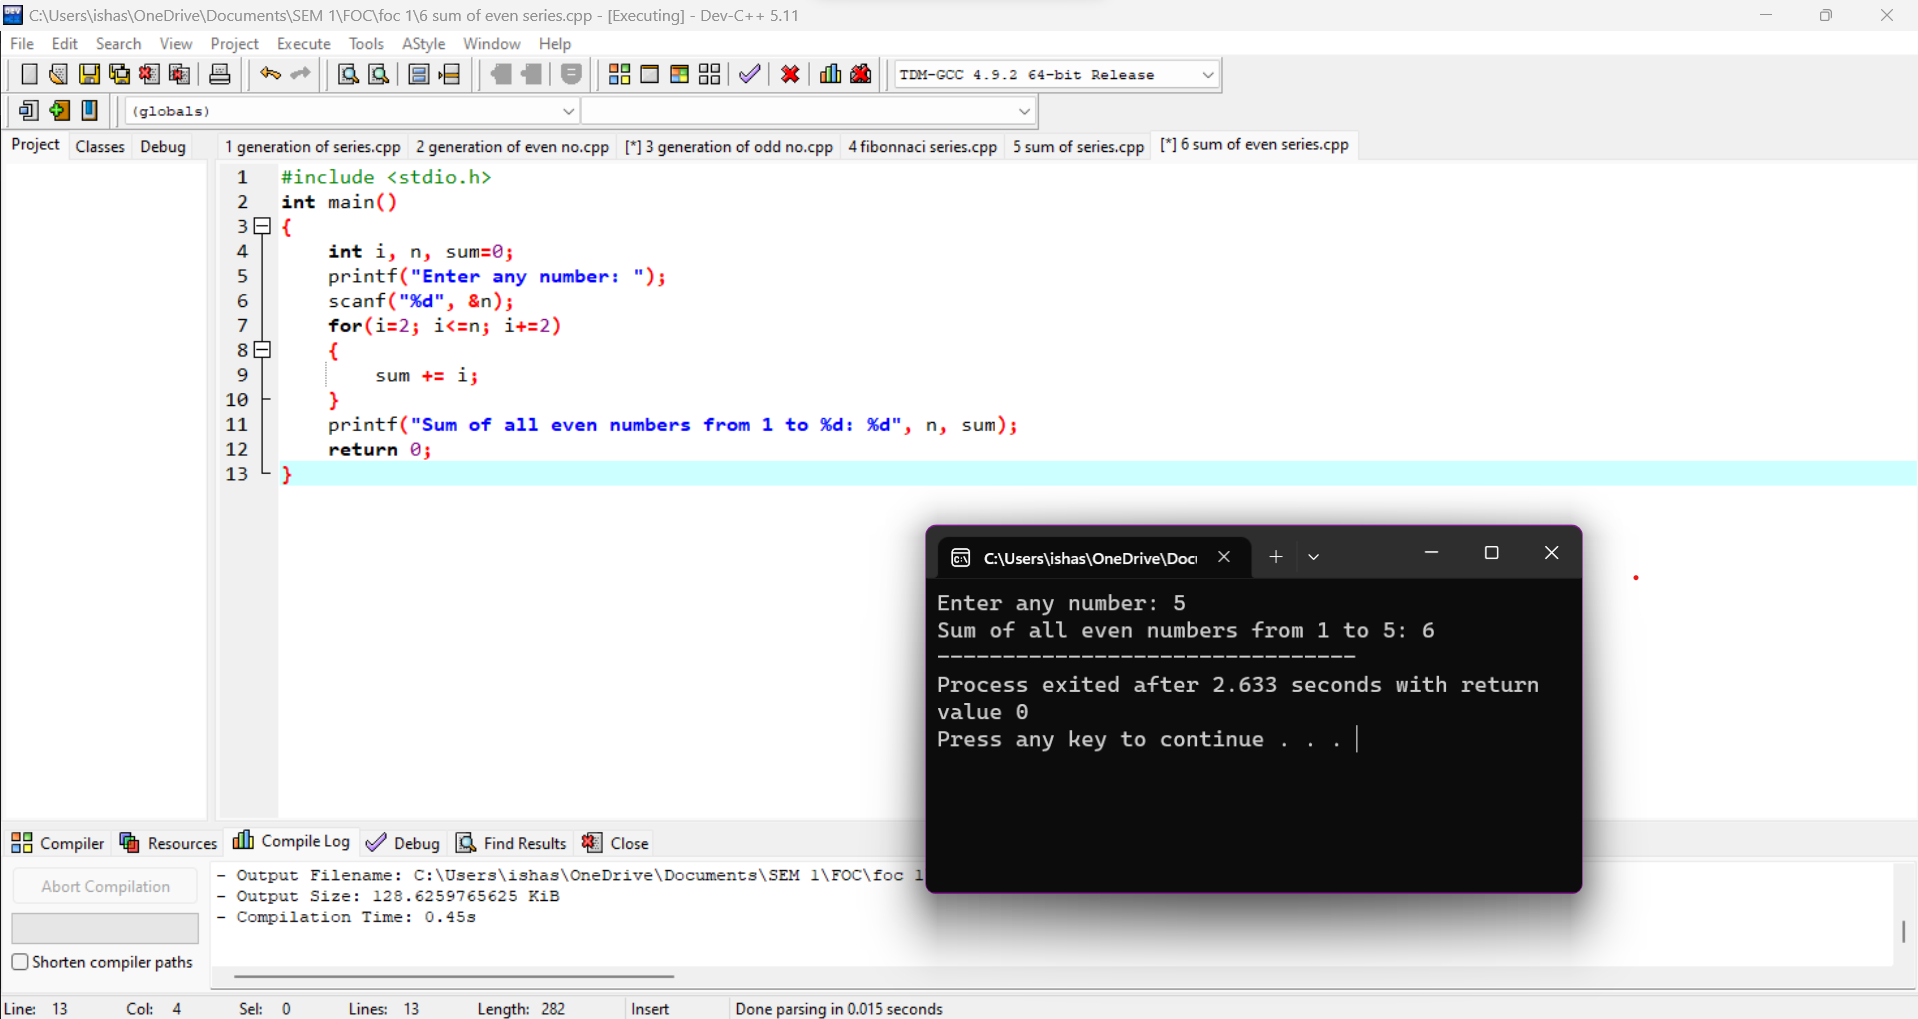 C:\Users\ishas\OneDrive\Documents\SEM 1\FOC\foc 1\6 sum of even series.cpp - [Executing] - Dev-C++ 5.11
File Edit Search View Project Execute Tools AStyle Window Help
TDM-GCC 4.9.2 64-bit Release
(globals)
Project Classes Debug
1 generation of series.cpp 2 generation of even no.cpp [*] 3 generation of odd no.cpp 4 fibonnaci series.cpp 5 sum of series.cpp [*] 6 sum of even series.cpp
1 #include <stdio.h>
2 int main()
3 {
4 int i, n, sum=0;
5 printf("Enter any number: ");
6 scanf("%d", &n);
7 for(i=2; i<=n; i+=2)
8 {
9 sum += i;
10 }
11 printf("Sum of all even numbers from 1 to %d: %d", n, sum);
12 return 0;
13 }
C:\Users\ishas\OneDrive\Docu
Enter any number: 5
Sum of all even numbers from 1 to 5: 6
--------------------------------
Process exited after 2.633 seconds with return
value 0
Press any key to continue . . .
Compiler Resources Compile Log Debug Find Results Close
Abort Compilation
Shorten compiler paths
- Output Filename: C:\Users\ishas\OneDrive\Documents\SEM 1\FOC\foc 1
- Output Size: 128.6259765625 KiB
- Compilation Time: 0.45s
Line: 13 Col: 4 Sel: 0 Lines: 13 Length: 282 Insert Done parsing in 0.015 seconds